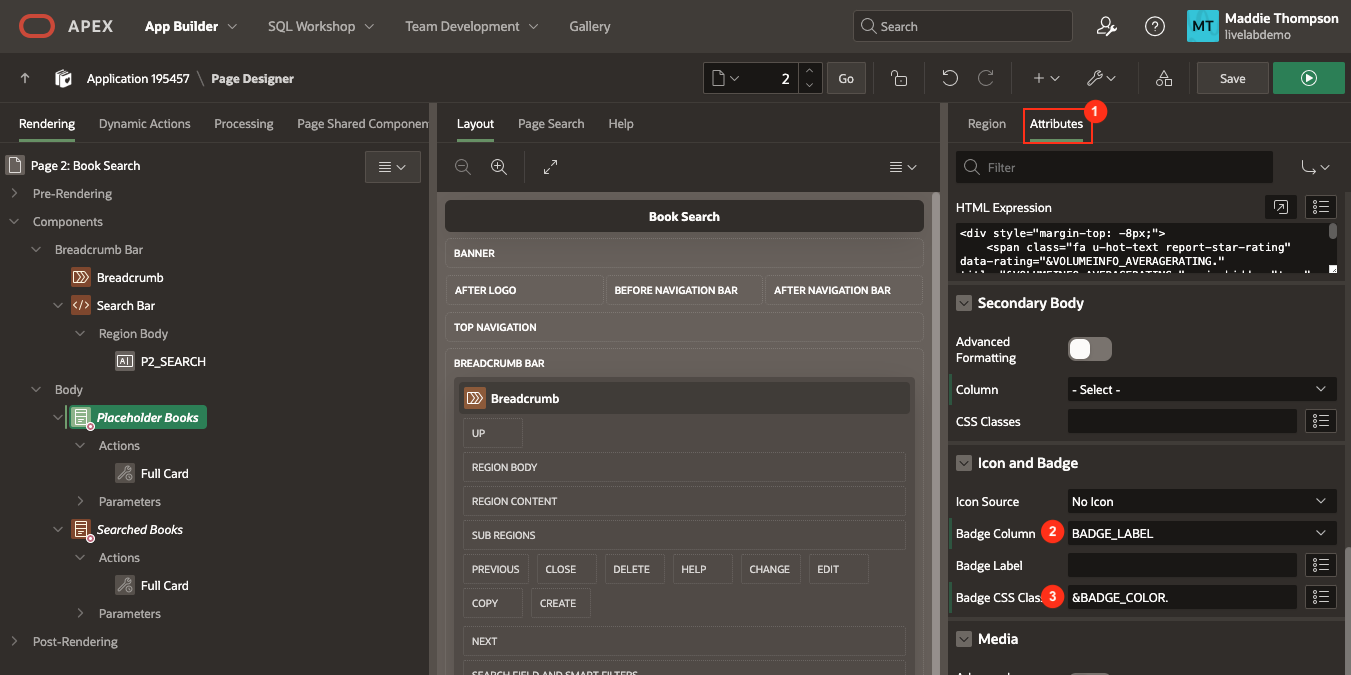 APEX
App Builder
SQL Workshop
Team Development
Gallery
Search
MT
Maddie Thompson
livelabdemo
Application 195457 \ Page Designer
2
Go
Save
Rendering
Dynamic Actions
Processing
Page Shared Componen
Page 2: Book Search
Pre-Rendering
Components
Breadcrumb Bar
Breadcrumb
Search Bar
Region Body
P2_SEARCH
Body
Placeholder Books
Actions
Full Card
Parameters
Searched Books
Actions
Full Card
Parameters
Post-Rendering
Layout
Page Search
Help
Book Search
BANNER
AFTER LOGO
BEFORE NAVIGATION BAR
AFTER NAVIGATION BAR
TOP NAVIGATION
BREADCRUMB BAR
Breadcrumb
UP
REGION BODY
REGION CONTENT
SUB REGIONS
PREVIOUS
CLOSE
DELETE
HELP
CHANGE
EDIT
COPY
CREATE
NEXT
SEARCH FIELD AND SMART FILTERS
Region
Attributes
1
Filter
HTML Expression
<div style="margin-top: -8px;">
<span class="fa u-hot-text report-star-rating"
data-rating="&VOLUMEINFO_AVERAGERATING."
Secondary Body
Advanced
Formatting
Column
- Select -
CSS Classes
Icon and Badge
Icon Source
No Icon
Badge Column
2
BADGE_LABEL
Badge Label
Badge CSS Clas
3
&BADGE_COLOR.
Media